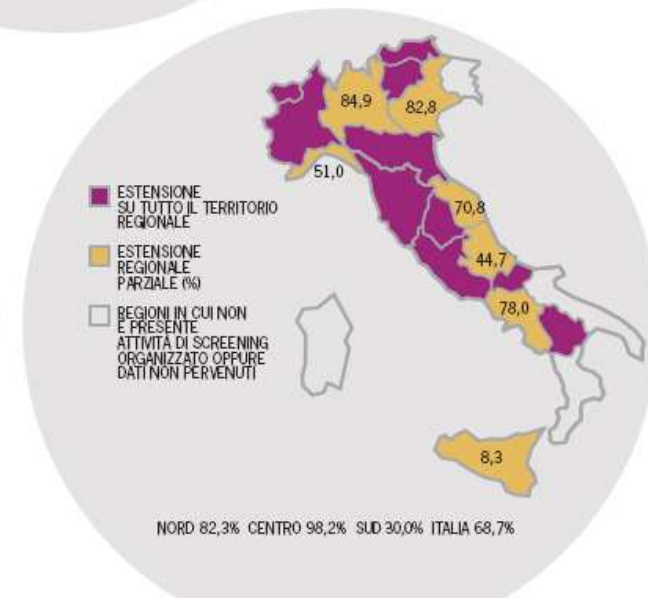 84,9
82,8
51,0
ESTENSIONE
SU TUTTO IL TERRITORIO
REGIONALE
70,8
ESTENSIONE
REGIONALE
PARZIALE (%)
44,7
78,0
REGIONI IN CUI NON
E PRESENTE
ATTIVITÀ DI SCREENING
ORGANIZZATO OPPURE
DATI NON PERVENUTI
8,3
NORD 82,3% CENTRO 98,2% SUD 30,0% ITALIA 68,7%